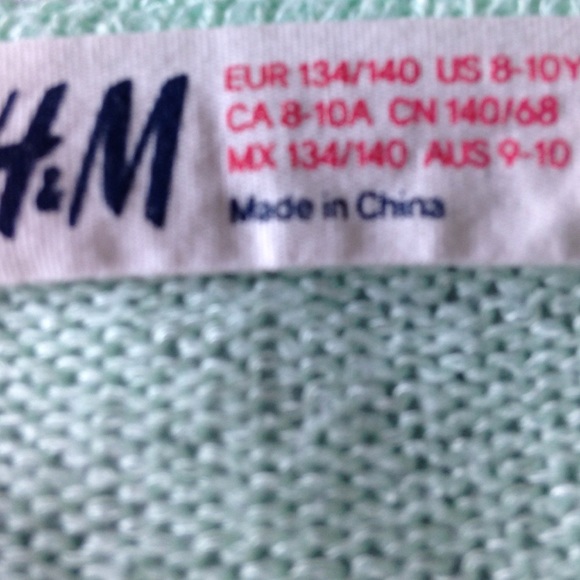 H&M
EUR 134/140 US 8-10Y
CA 8-10A CN 140/68
MX 134/140 AUS 9-10
Made in China